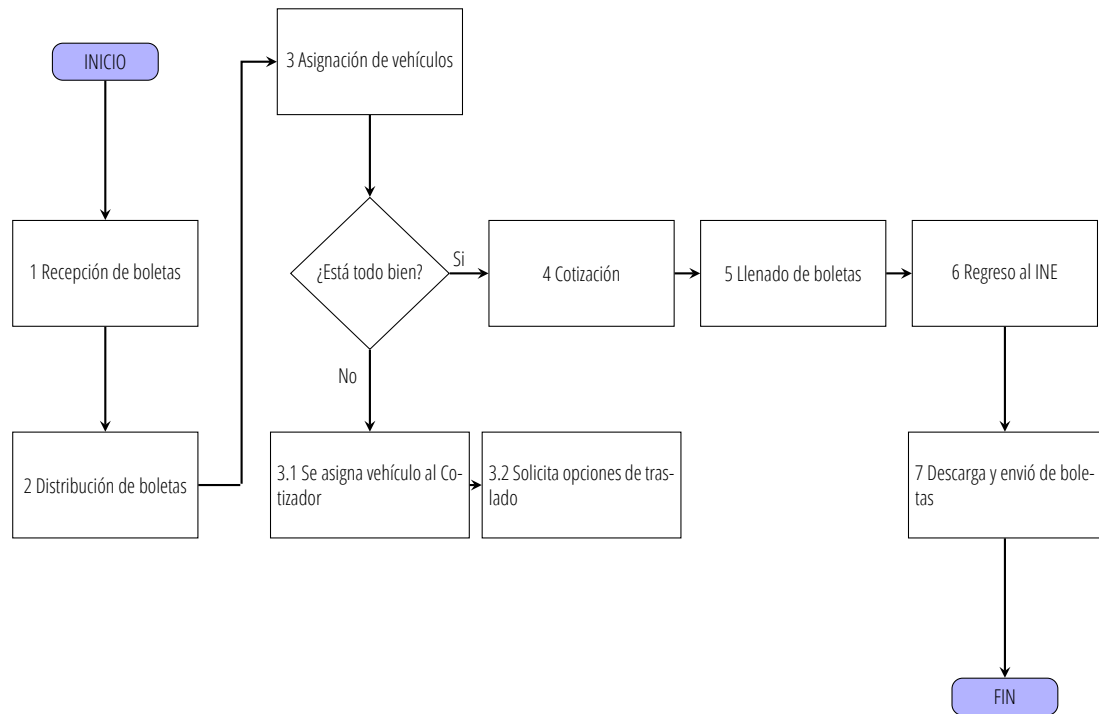 INICIO
1 Recepción de boletas
2 Distribución de boletas
3 Asignación de vehículos
¿Está todo bien?
Si
No
3.1 Se asigna vehículo al Co-
tizador
3.2 Solicita opciones de tras-
lado
4 Cotización
5 Llenado de boletas
6 Regreso al INE
7 Descarga y envió de bole-
tas
FIN